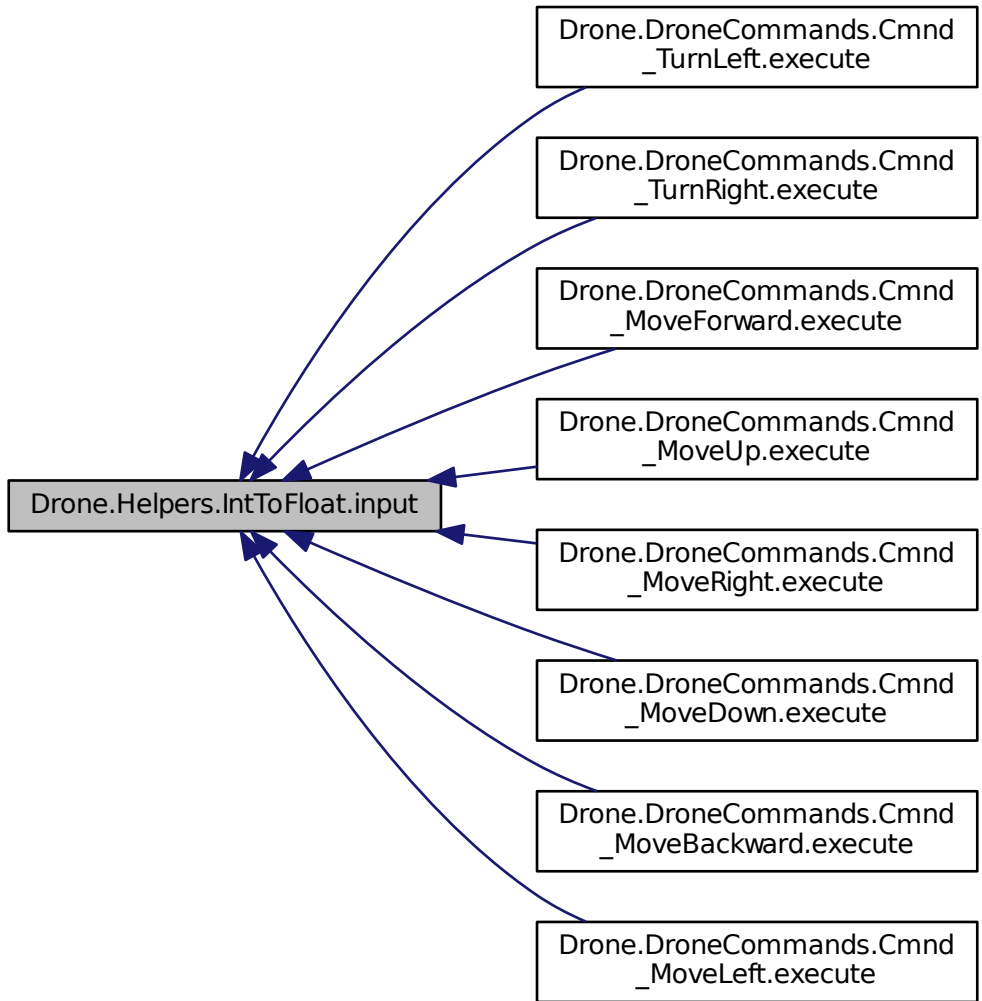 Drone.DroneCommands.Cmnd
_TurnLeft.execute
Drone.DroneCommands.Cmnd
_TurnRight.execute
Drone.DroneCommands.Cmnd
_MoveForward.execute
Drone.DroneCommands.Cmnd
_MoveUp.execute
Drone.Helpers.IntToFloat.input
Drone.DroneCommands.Cmnd
_MoveRight.execute
Drone.DroneCommands.Cmnd
_MoveDown.execute
Drone.DroneCommands.Cmnd
_MoveBackward.execute
Drone.DroneCommands.Cmnd
_MoveLeft.execute